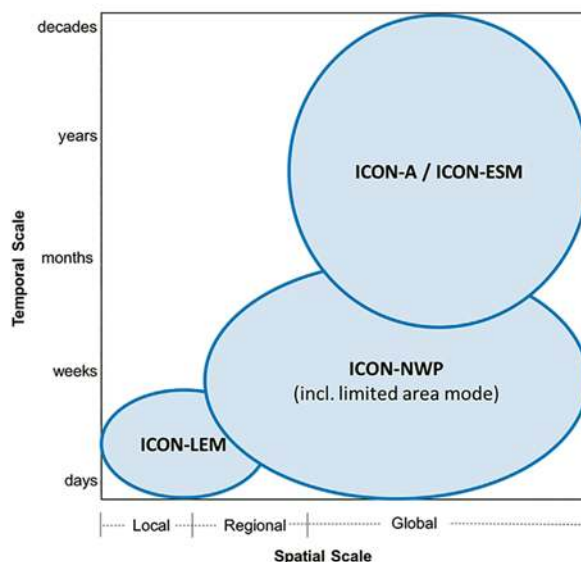 decades
years
ICON-A / ICON-ESM
months
Temporal Scale
weeks
ICON-NWP
(incl. limited area mode)
ICON-LEM
days
Local
Regional
Global
Spatial Scale